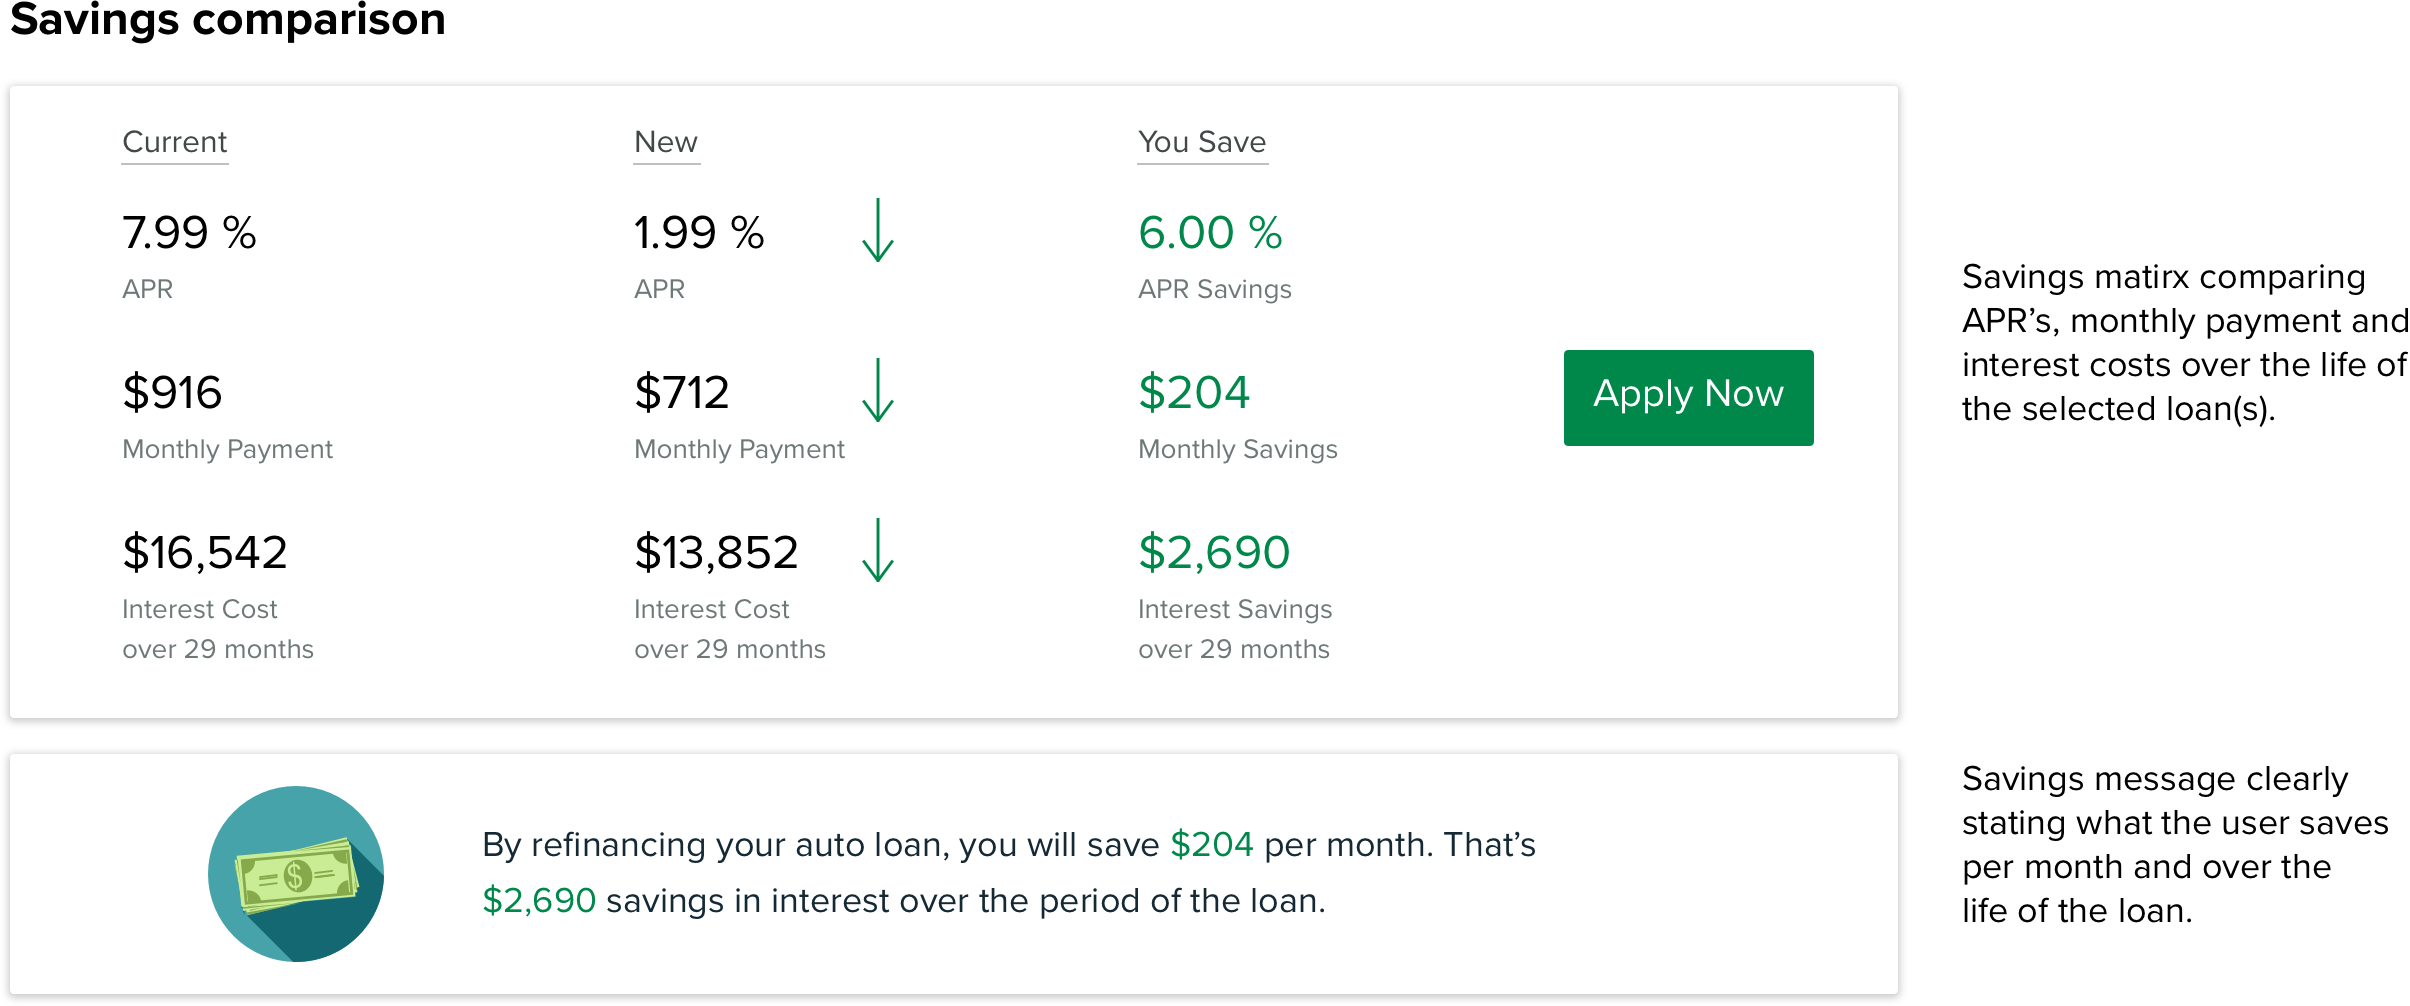 Savings comparison
Current
New
You Save
7.99 %
1.99 %
6.00 %
APR
APR
APR Savings
$916
$712
$204
Monthly Payment
Monthly Payment
Monthly Savings
Apply Now
$16,542
$13,852
$2,690
Interest Cost
over 29 months
Interest Cost
over 29 months
Interest Savings
over 29 months
Savings matirx comparing
APR’s, monthly payment and
interest costs over the life of
the selected loan(s).
$
By refinancing your auto loan, you will save $204 per month. That’s
$2,690 savings in interest over the period of the loan.
Savings message clearly
stating what the user saves
per month and over the
life of the loan.